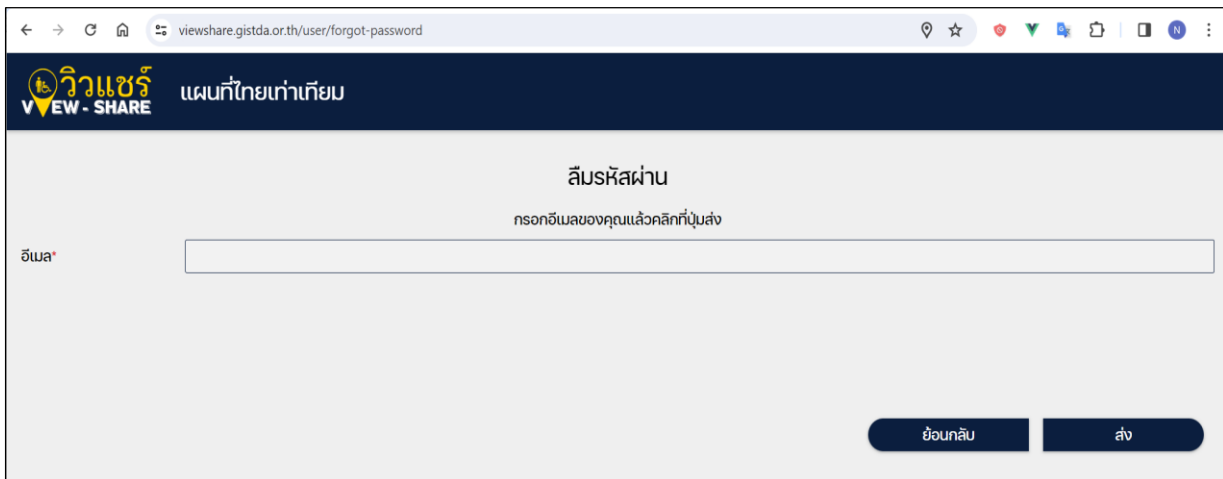 viewshare.gistda.or.th/user/forgot-password
N
วิวแชร์
VIEW - SHARE
แผนที่ไทยเท่าเทียม
ลืมรหัสผ่าน
กรอกอีเมลของคุณแล้วคลิกที่ปุ่มส่ง
อีเมล*
ย้อนกลับ
ส่ง